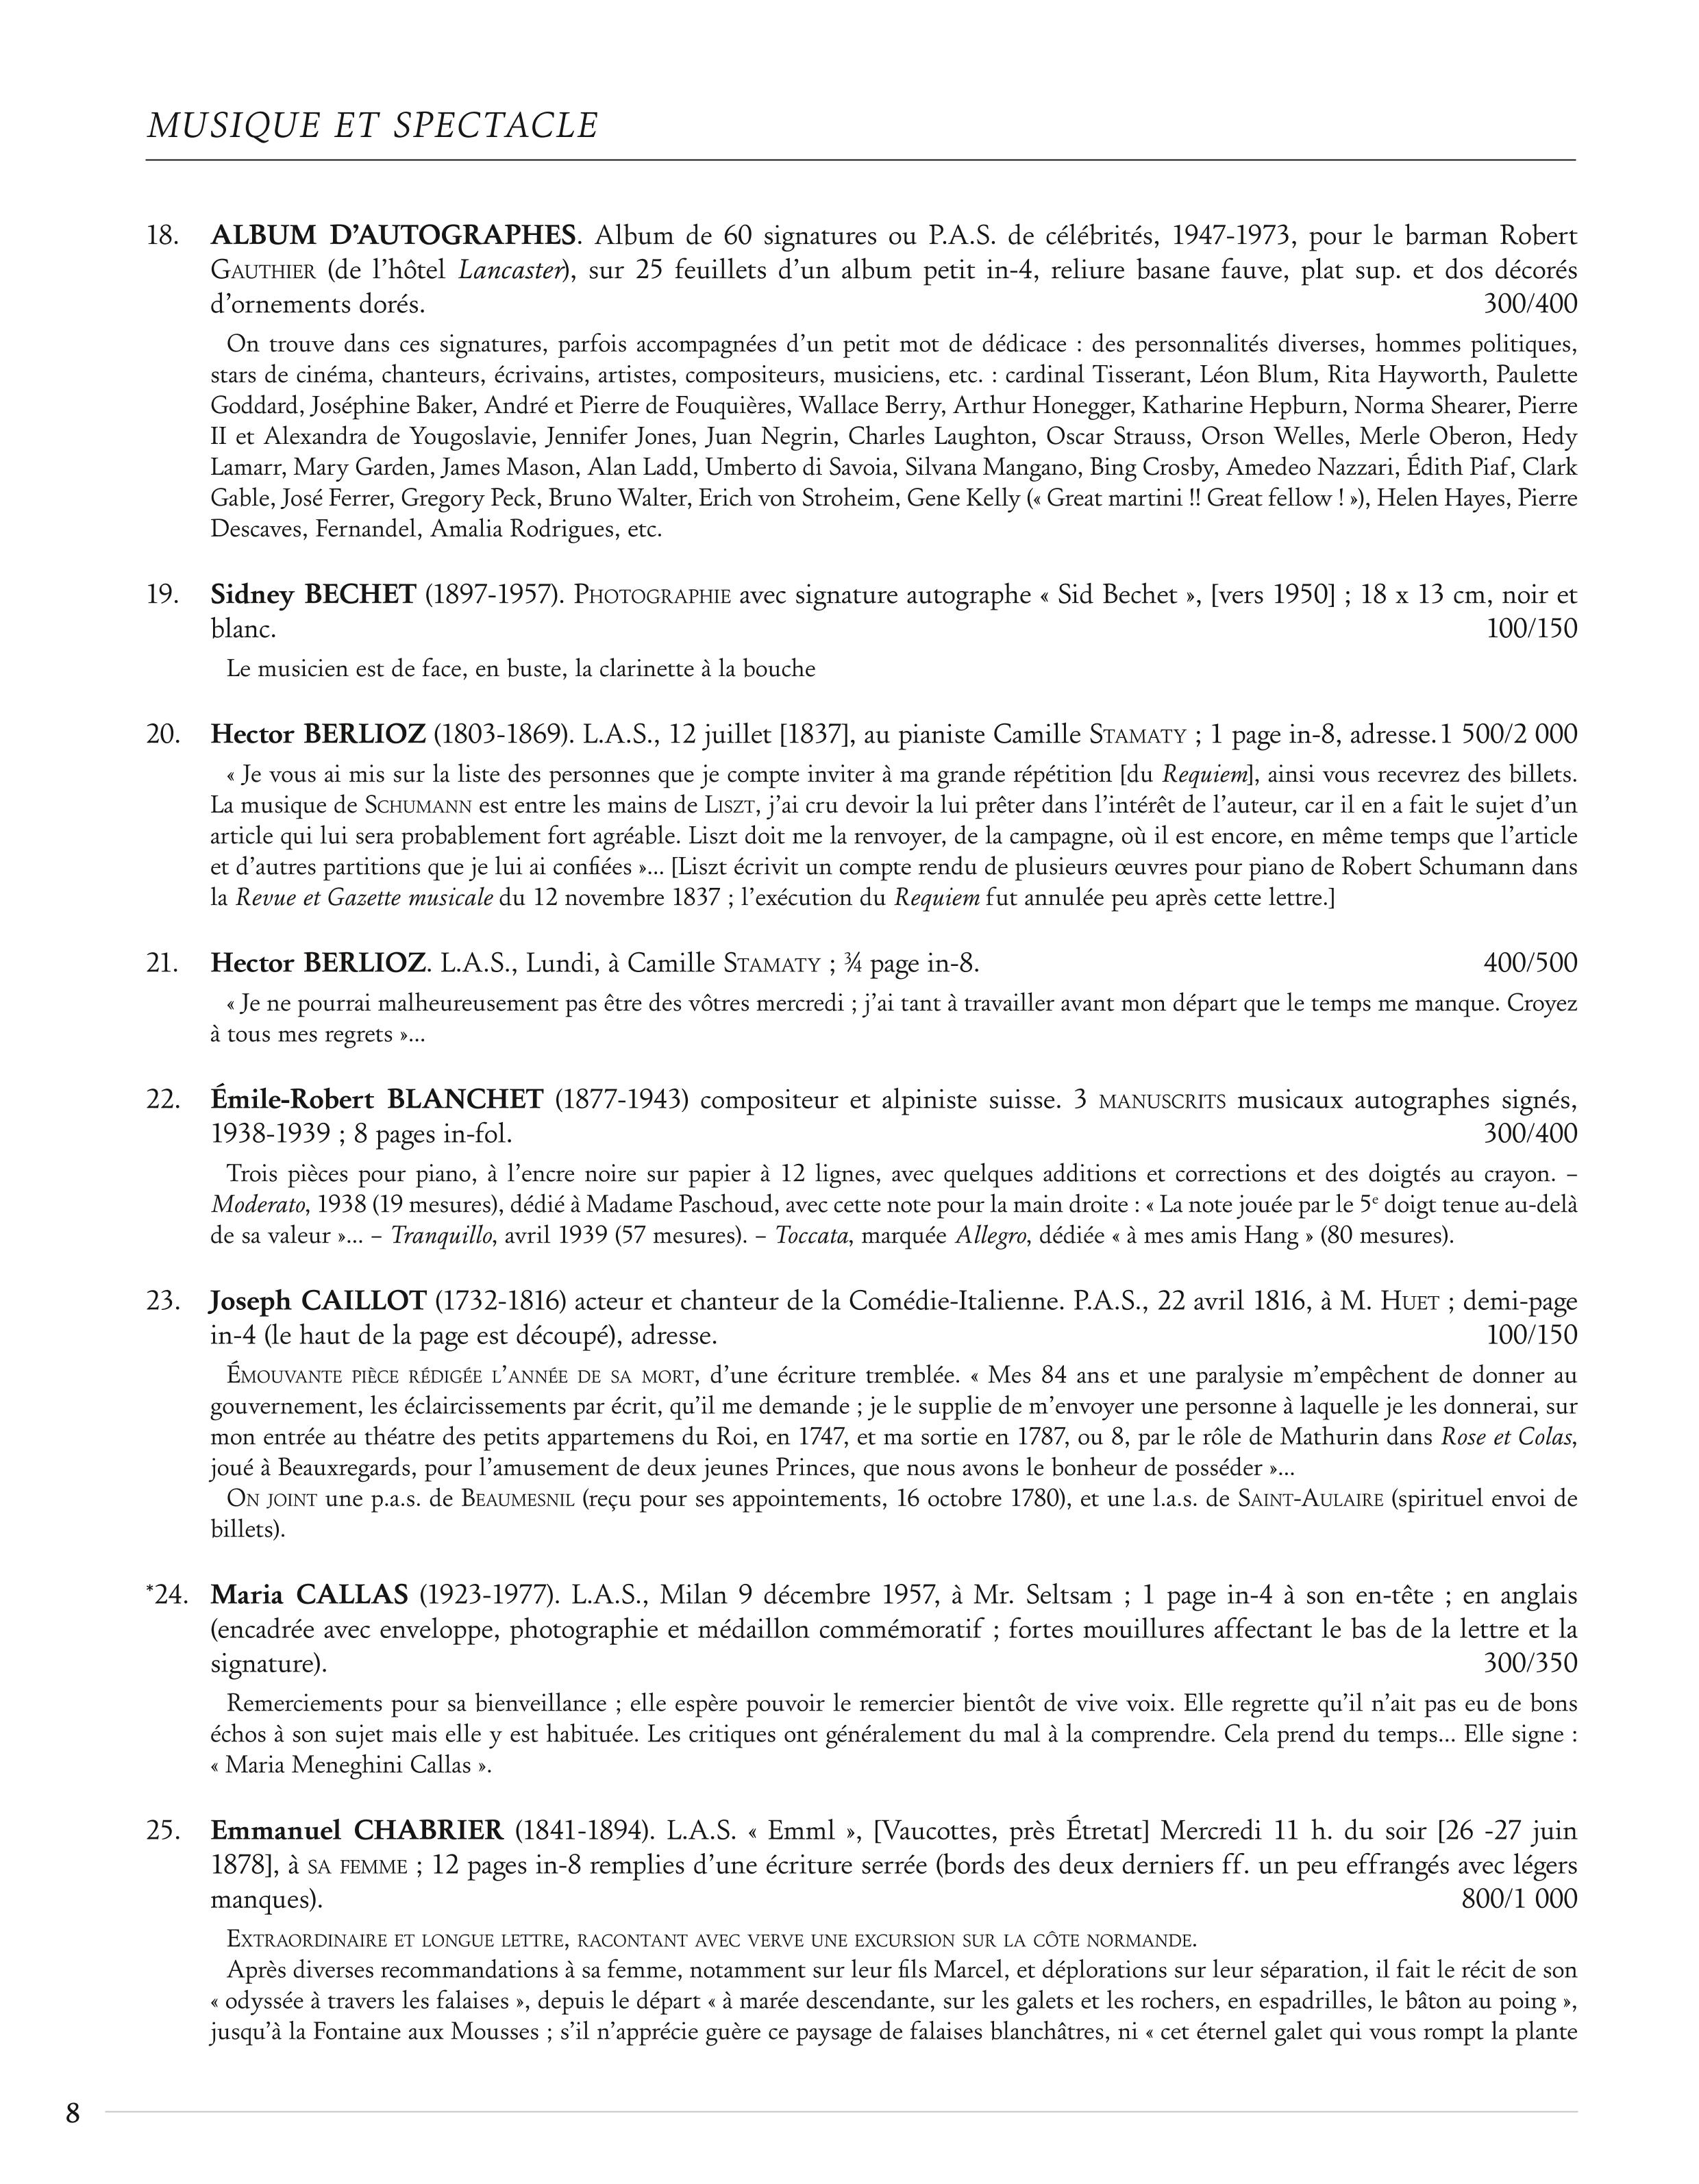 MUSIQUE ET SPECTACLE
18. ALBUM D’AUTOGRAPHES. Album de 60 signatures ou P.A.S. de célébrités, 1947-1973, pour le barman Robert
GAUTHIER (de l’hôtel Lancaster), sur 25 feuillets d’un album petit in-4, reliure basane fauve, plat sup. et dos décorés
d’ornements dorés. 300/400
On trouve dans ces signatures, parfois accompagnées d’un petit mot de dédicace : des personnalités diverses, hommes politiques,
stars de cinéma, chanteurs, écrivains, artistes, compositeurs, musiciens, etc. : cardinal Tisserant, Léon Blum, Rita Hayworth, Paulette
Goddard, Joséphine Baker, André et Pierre de Fouquières, Wallace Berry, Arthur Honegger, Katharine Hepburn, Norma Shearer, Pierre
II et Alexandra de Yougoslavie, Jennifer Jones, Juan Negrin, Charles Laughton, Oscar Strauss, Orson Welles, Merle Oberon, Hedy
Lamarr, Mary Garden, James Mason, Alan Ladd, Umberto di Savoia, Silvana Mangano, Bing Crosby, Amedeo Nazzari, Édith Piaf, Clark
Gable, José Ferrer, Gregory Peck, Bruno Walter, Erich von Stroheim, Gene Kelly (« Great martini !! Great fellow ! »), Helen Hayes, Pierre
Descaves, Fernandel, Amalia Rodrigues, etc.
19. Sidney BECHET (1897-1957). PHOTOGRAPHIE avec signature autographe « Sid Bechet », [vers 1950] ; 18 x 13 cm, noir et
blanc. 100/150
Le musicien est de face, en buste, la clarinette à la bouche
20. Hector BERLIOZ (1803-1869). L.A.S., 12 juillet [1837], au pianiste Camille STAMATY ; 1 page in-8, adresse. 1 500/2 000
« Je vous ai mis sur la liste des personnes que je compte inviter à ma grande répétition [du Requiem], ainsi vous recevrez des billets.
La musique de SCHUMANN est entre les mains de LISZT, j’ai cru devoir la lui prêter dans l’intérêt de l’auteur, car il en a fait le sujet d’un
article qui lui sera probablement fort agréable. Liszt doit me la renvoyer, de la campagne, où il est encore, en même temps que l’article
et d’autres partitions que je lui ai confiées »... [Liszt écrivit un compte rendu de plusieurs œuvres pour piano de Robert Schumann dans
la Revue et Gazette musicale du 12 novembre 1837 ; l’exécution du Requiem fut annulée peu après cette lettre.]
21. Hector BERLIOZ. L.A.S., Lundi, à Camille STAMATY ; ¾ page in-8. 400/500
« Je ne pourrai malheureusement pas être des vôtres mercredi ; j’ai tant à travailler avant mon départ que le temps me manque. Croyez
à tous mes regrets »...
22. Émile-Robert BLANCHET (1877-1943) compositeur et alpiniste suisse. 3 MANUSCRITS musicaux autographes signés,
1938-1939 ; 8 pages in-fol. 300/400
Trois pièces pour piano, à l’encre noire sur papier à 12 lignes, avec quelques additions et corrections et des doigtés au crayon. –
Moderato, 1938 (19 mesures), dédié à Madame Paschoud, avec cette note pour la main droite : « La note jouée par le 5e doigt tenue au-delà
de sa valeur »... – Tranquillo, avril 1939 (57 mesures). – Toccata, marquée Allegro, dédiée « à mes amis Hang » (80 mesures).
23. Joseph CAILLOT (1732-1816) acteur et chanteur de la Comédie-Italienne. P.A.S., 22 avril 1816, à M. HUET ; demi-page
in-4 (le haut de la page est découpé), adresse. 100/150
ÉMOUVANTE PIÈCE RÉDIGÉE L’ANNÉE DE SA MORT, d’une écriture tremblée. « Mes 84 ans et une paralysie m’empêchent de donner au
gouvernement, les éclaircissements par écrit, qu’il me demande ; je le supplie de m’envoyer une personne à laquelle je les donnerai, sur
mon entrée au théatre des petits appartemens du Roi, en 1747, et ma sortie en 1787, ou 8, par le rôle de Mathurin dans Rose et Colas,
joué à Beauxregards, pour l’amusement de deux jeunes Princes, que nous avons le bonheur de posséder »...
ON JOINT une p.a.s. de BEAUMESNIL (reçu pour ses appointements, 16 octobre 1780), et une l.a.s. de SAINT-AULAIRE (spirituel envoi de
billets).
*24. Maria CALLAS (1923-1977). L.A.S., Milan 9 décembre 1957, à Mr. Seltsam ; 1 page in-4 à son en-tête ; en anglais
(encadrée avec enveloppe, photographie et médaillon commémoratif ; fortes mouillures affectant le bas de la lettre et la
signature). 300/350
Remerciements pour sa bienveillance ; elle espère pouvoir le remercier bientôt de vive voix. Elle regrette qu’il n’ait pas eu de bons
échos à son sujet mais elle y est habituée. Les critiques ont généralement du mal à la comprendre. Cela prend du temps... Elle signe :
« Maria Meneghini Callas ».
25. Emmanuel CHABRIER (1841-1894). L.A.S. « Emml », [Vaucottes, près Étretat] Mercredi 11 h. du soir [26 -27 juin
1878], à SA FEMME ; 12 pages in-8 remplies d’une écriture serrée (bords des deux derniers ff. un peu effrangés avec légers
manques). 800/1 000
EXTRAORDINAIRE ET LONGUE LETTRE, RACONTANT AVEC VERVE UNE EXCURSION SUR LA CÔTE NORMANDE.
Après diverses recommandations à sa femme, notamment sur leur fils Marcel, et déplorations sur leur séparation, il fait le récit de son
« odyssée à travers les falaises », depuis le départ « à marée descendante, sur les galets et les rochers, en espadrilles, le bâton au poing »,
jusqu’à la Fontaine aux Mousses ; s’il n’apprécie guère ce paysage de falaises blanchâtres, ni « cet éternel galet qui vous rompt la plante
8